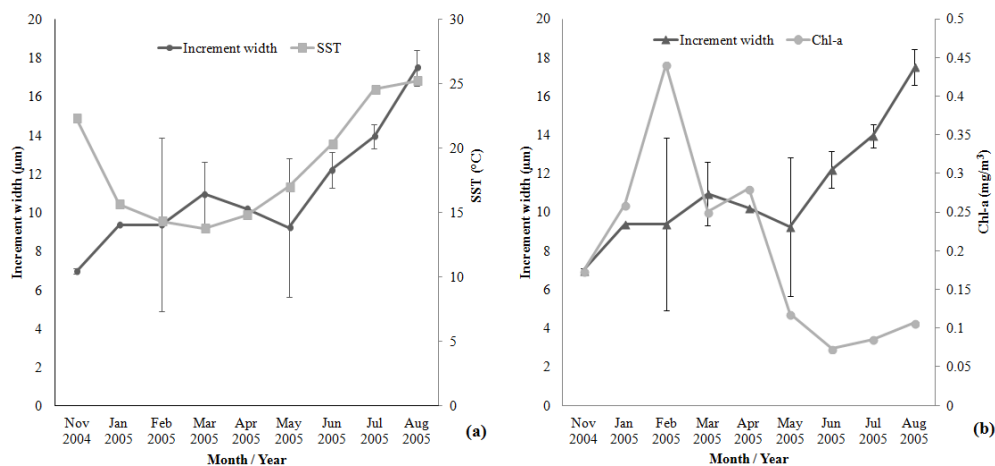 20
18
16
14
12
10
8
6
4
2
0
Increment width (µm)
Increment width
SST
30
25
20
15
10
5
0
SST (°C)
Nov Jan Feb Mar Apr May Jun Jul Aug
2004 2005 2005 2005 2005 2005 2005 2005 2005
Month / Year
(a)
20
18
16
14
12
10
8
6
4
2
0
Increment width (µm)
Increment width
Chl-a
0.5
0.45
0.4
0.35
0.3
0.25
0.2
0.15
0.1
0.05
0
Chl-a (mg/m³)
Nov Jan Feb Mar Apr May Jun Jul Aug
2004 2005 2005 2005 2005 2005 2005 2005 2005
Month / Year
(b)